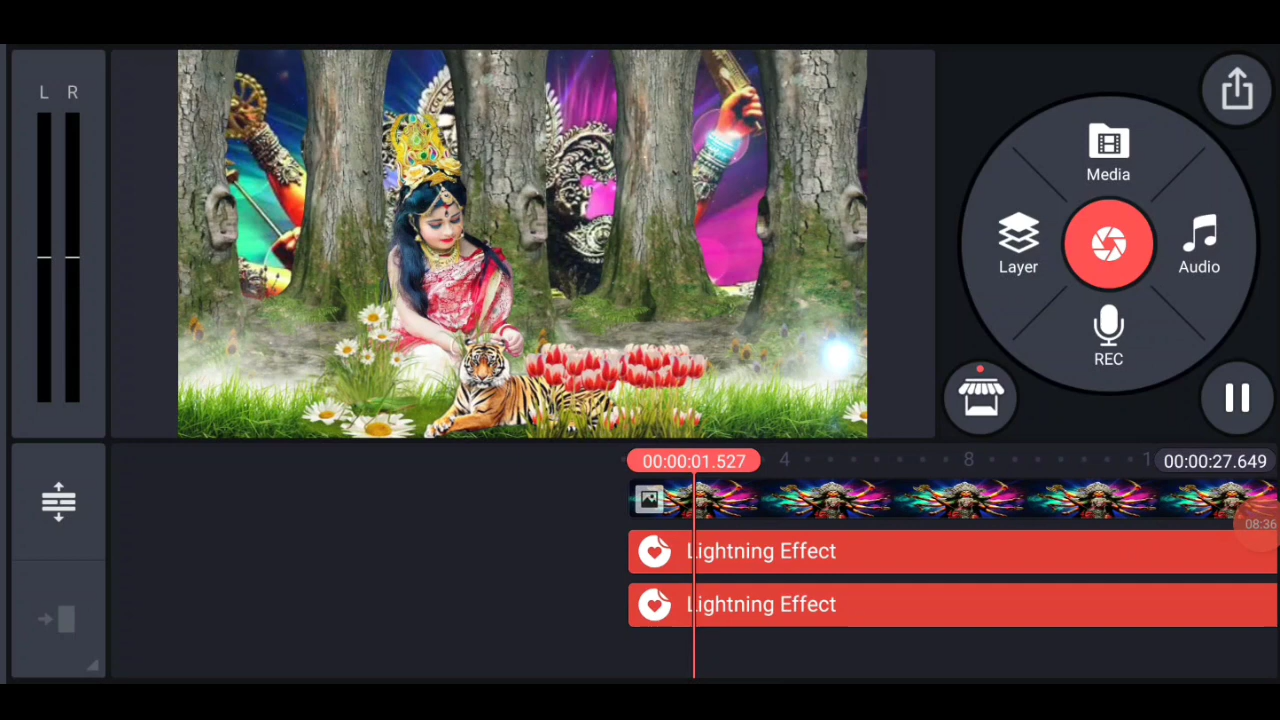 L R
Media
Layer
Audio
REC
00:00:01.527
4
8
1
00:00:27.649
08:36
Lightning Effect
Lightning Effect